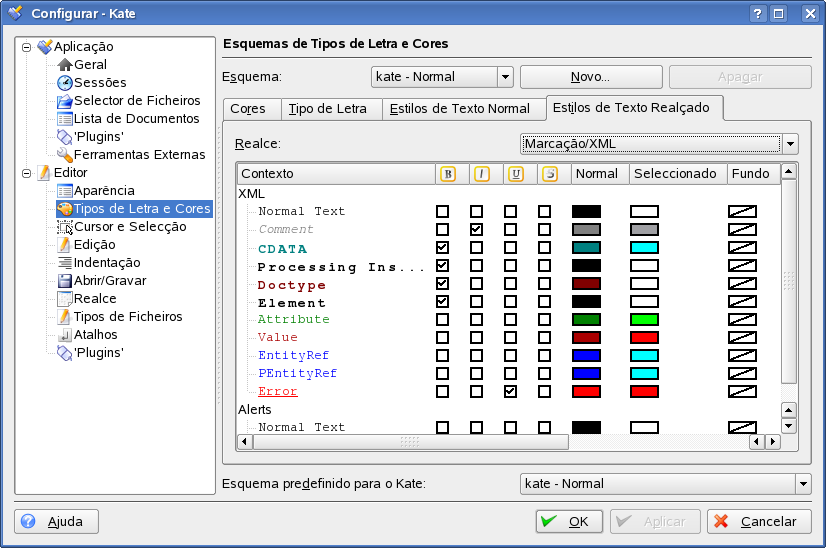 Configurar - Kate
Aplicação
Geral
Sessões
Selector de Ficheiros
Lista de Documentos
'Plugins'
Ferramentas Externas
Editor
Aparência
Tipos de Letra e Cores
Cursor e Selecção
Edição
Indentação
Abrir/Gravar
Realce
Tipos de Ficheiros
Atalhos
'Plugins'
Esquemas de Tipos de Letra e Cores
Esquema: kate - Normal Novo... Apagar
Cores Tipo de Letra Estilos de Texto Normal Estilos de Texto Realçado
Realce: Marcação/XML
Contexto B I U S Normal Seleccionado Fundo
XML
Normal Text
Comment
CDATA
Processing Ins...
Doctype
Element
Attribute
Value
EntityRef
PEntityRef
Error
Alerts
Normal Text
Esquema predefinido para o Kate: kate - Normal
Ajuda OK Aplicar Cancelar